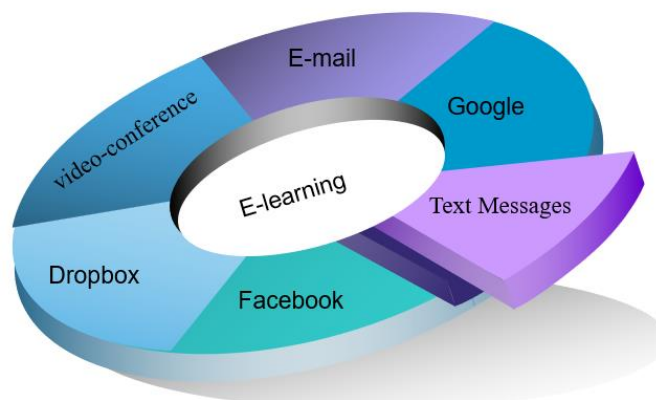 E-mail
Google
video-conference
E-learning
Text Messages
Dropbox
Facebook